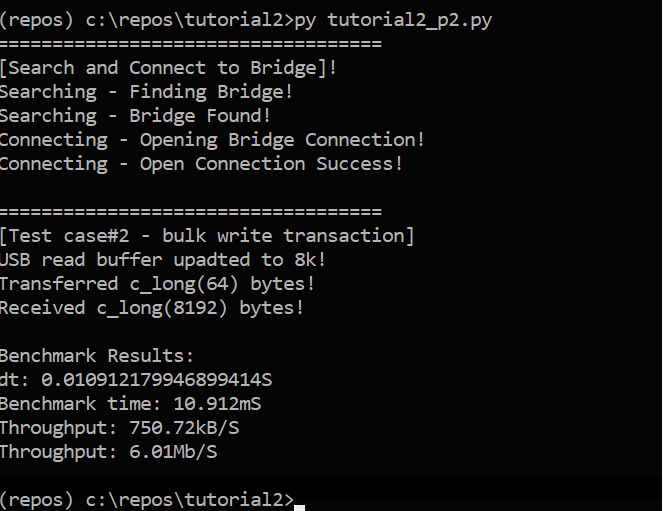 (repos) c:\repos\tutorial2>py tutorial2_p2.py
===================================
[Search and Connect to Bridge]!
Searching - Finding Bridge!
Searching - Bridge Found!
Connecting - Opening Bridge Connection!
Connecting - Open Connection Success!
===================================
[Test case#2 - bulk write transaction]
USB read buffer upadted to 8k!
Transferred c_long(64) bytes!
Received c_long(8192) bytes!
Benchmark Results:
dt: 0.010912179946899414S
Benchmark time: 10.912mS
Throughput: 750.72kB/S
Throughput: 6.01Mb/S
(repos) c:\repos\tutorial2>